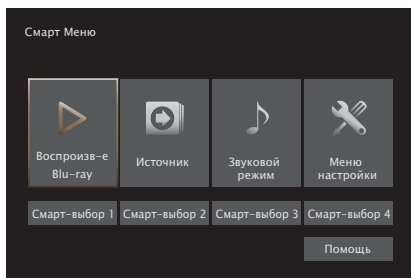 Смарт Меню
Воспроизв-е
Blu-ray
Источник
Звуковой
режим
Меню
настройки
Смарт-выбор 1
Смарт-выбор 2
Смарт-выбор 3
Смарт-выбор 4
Помощь